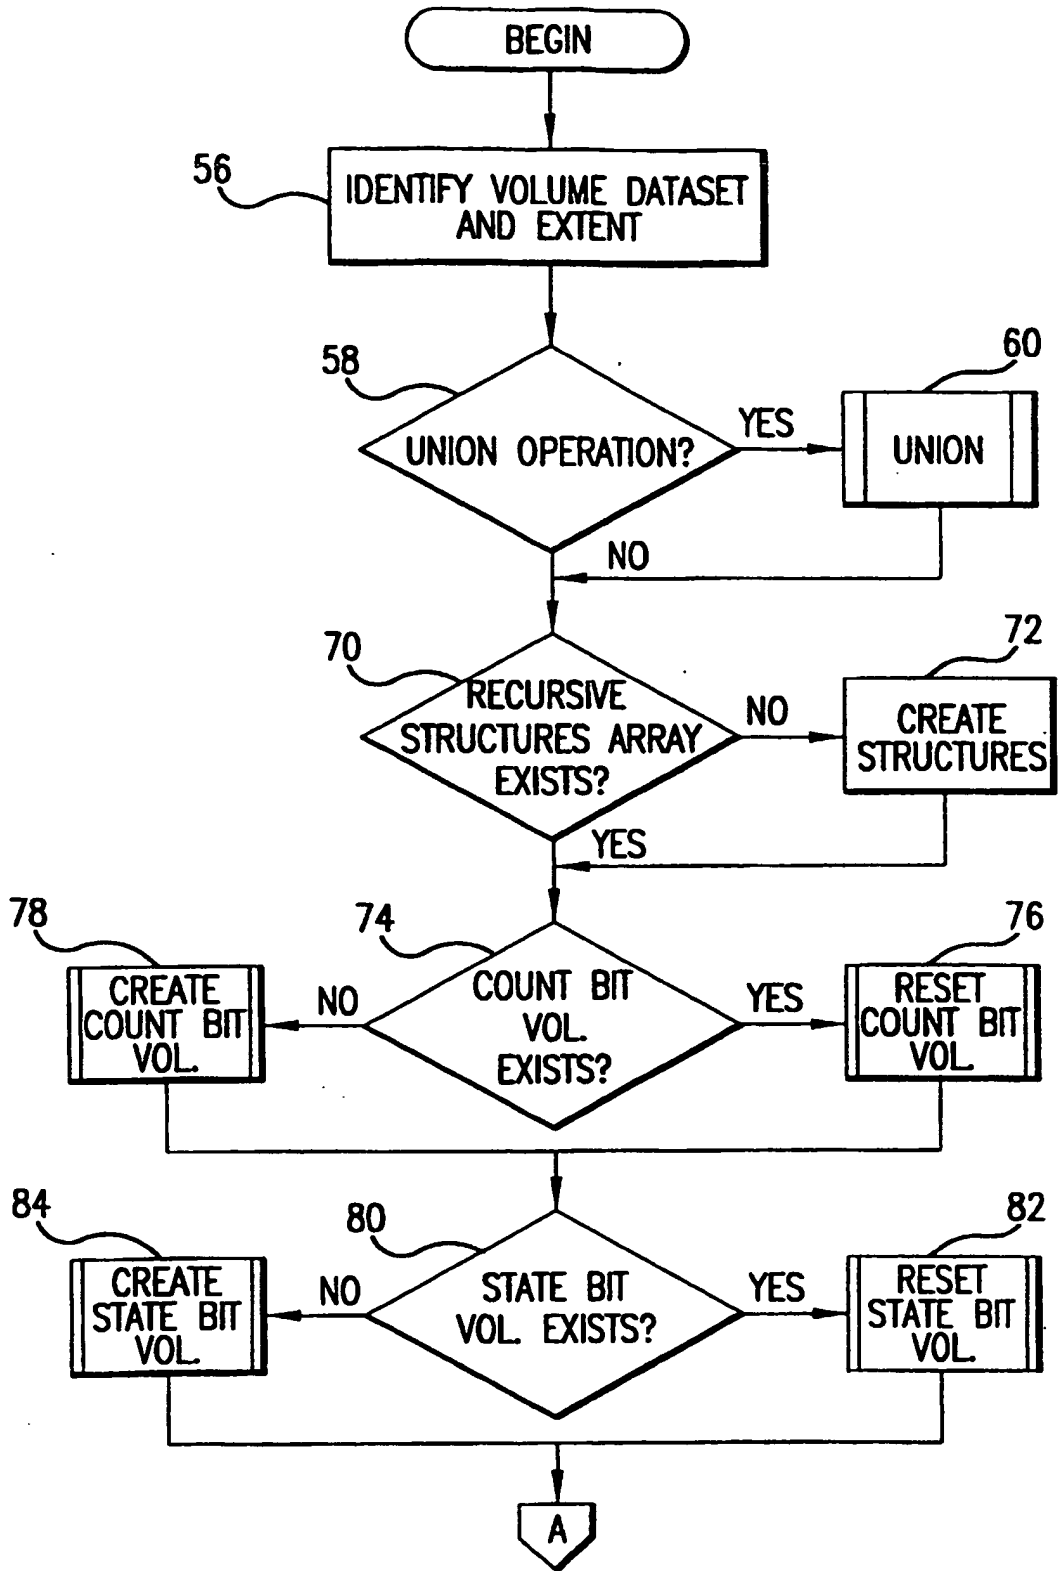 BEGIN
56
IDENTIFY VOLUME DATASET
AND EXTENT
58
UNION OPERATION?
YES
60
UNION
NO
70
RECURSIVE
STRUCTURES ARRAY
EXISTS?
NO
72
CREATE
STRUCTURES
YES
78
CREATE
COUNT BIT
VOL.
NO
74
COUNT BIT
VOL.
EXISTS?
YES
76
RESET
COUNT BIT
VOL.
84
CREATE
STATE BIT
VOL.
NO
80
STATE BIT
VOL. EXISTS?
YES
82
RESET
STATE BIT
VOL.
A